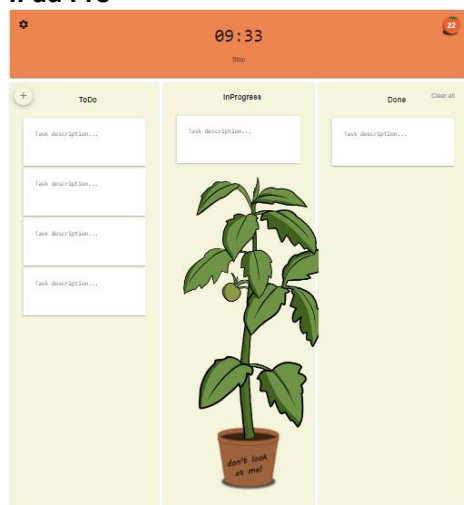 22
09:33
Stop
+
ToDo
InProgress
Done
Clear all
Task description...
Task description...
Task description...
Task description...
Task description...
Task description...
don't look
at me!